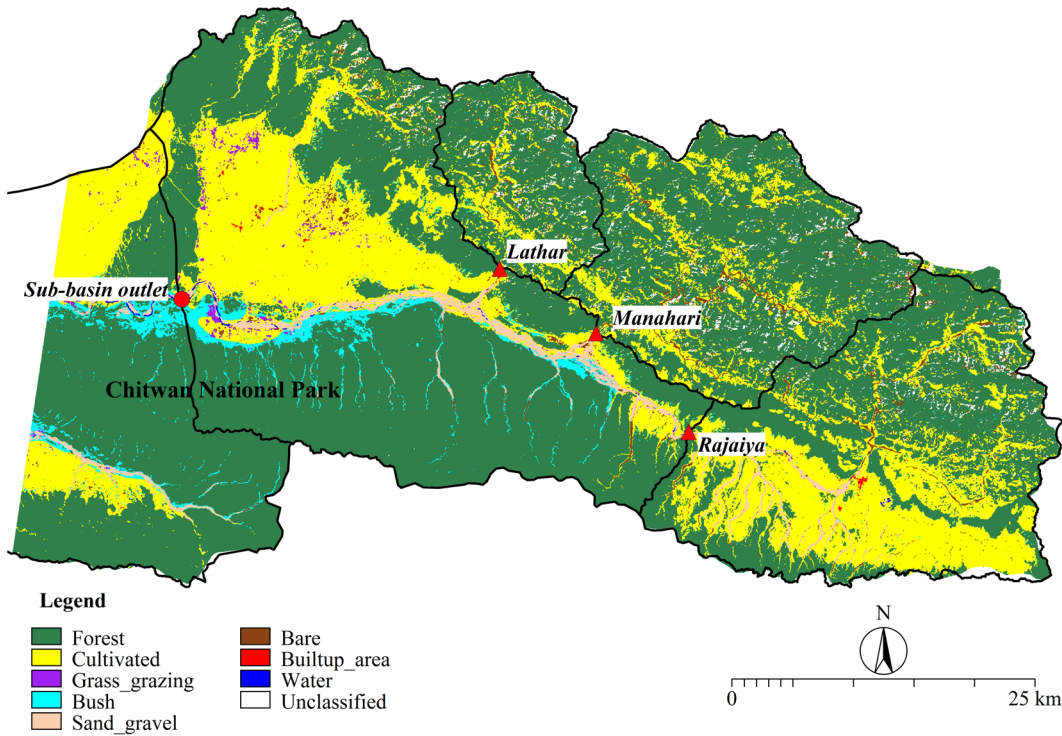 Lathar
Sub-basin outlet
Manahari
Chitwan National Park
Rajaiya
Legend
Forest
Cultivated
Grass_grazing
Bush
Sand_gravel
Bare
Builtup_area
Water
Unclassified
N
0 25 km